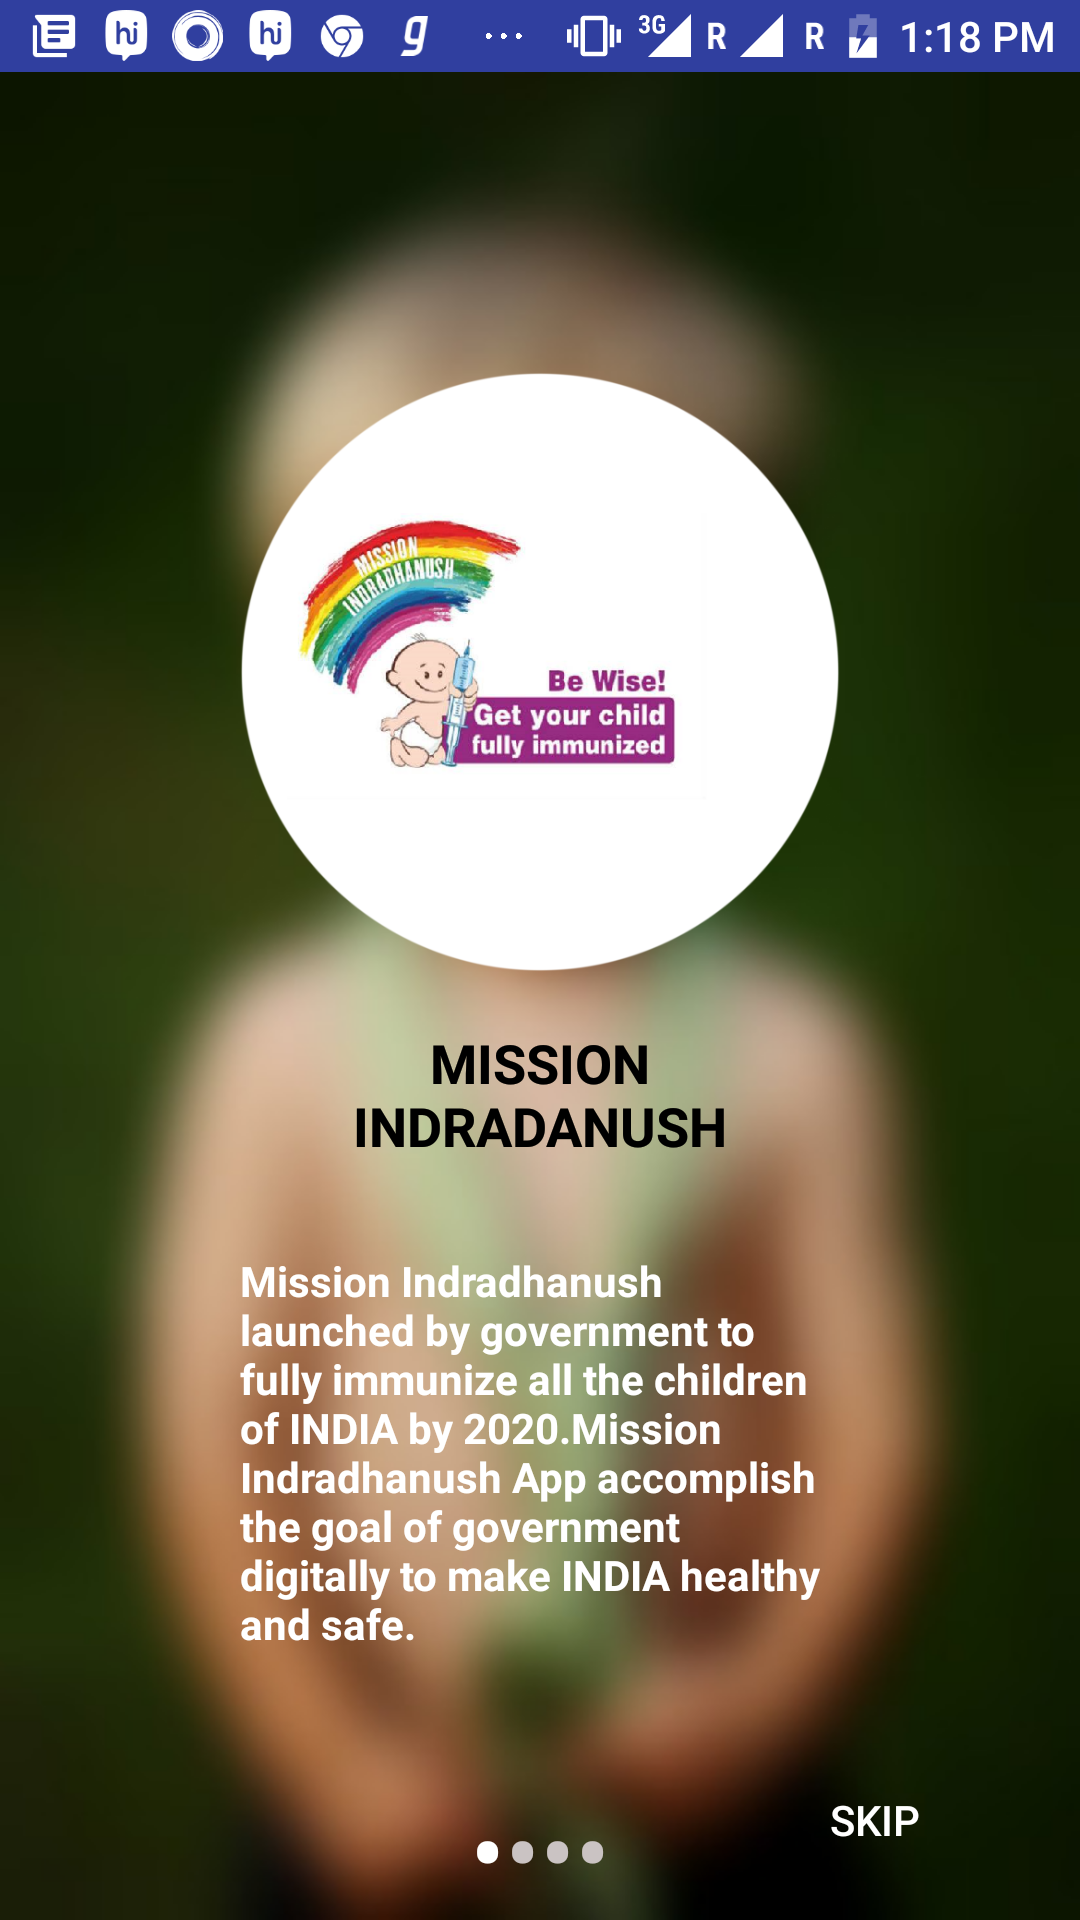 hi hi g ... 3G R R 1:18 PM
MISSION
INDRADHANUSH
Be Wise!
Get your child
fully immunized
MISSION
INDRADANUSH
Mission Indradhanush
launched by government to
fully immunize all the children
of INDIA by 2020.Mission
Indradhanush App accomplish
the goal of government
digitally to make INDIA healthy
and safe.
SKIP